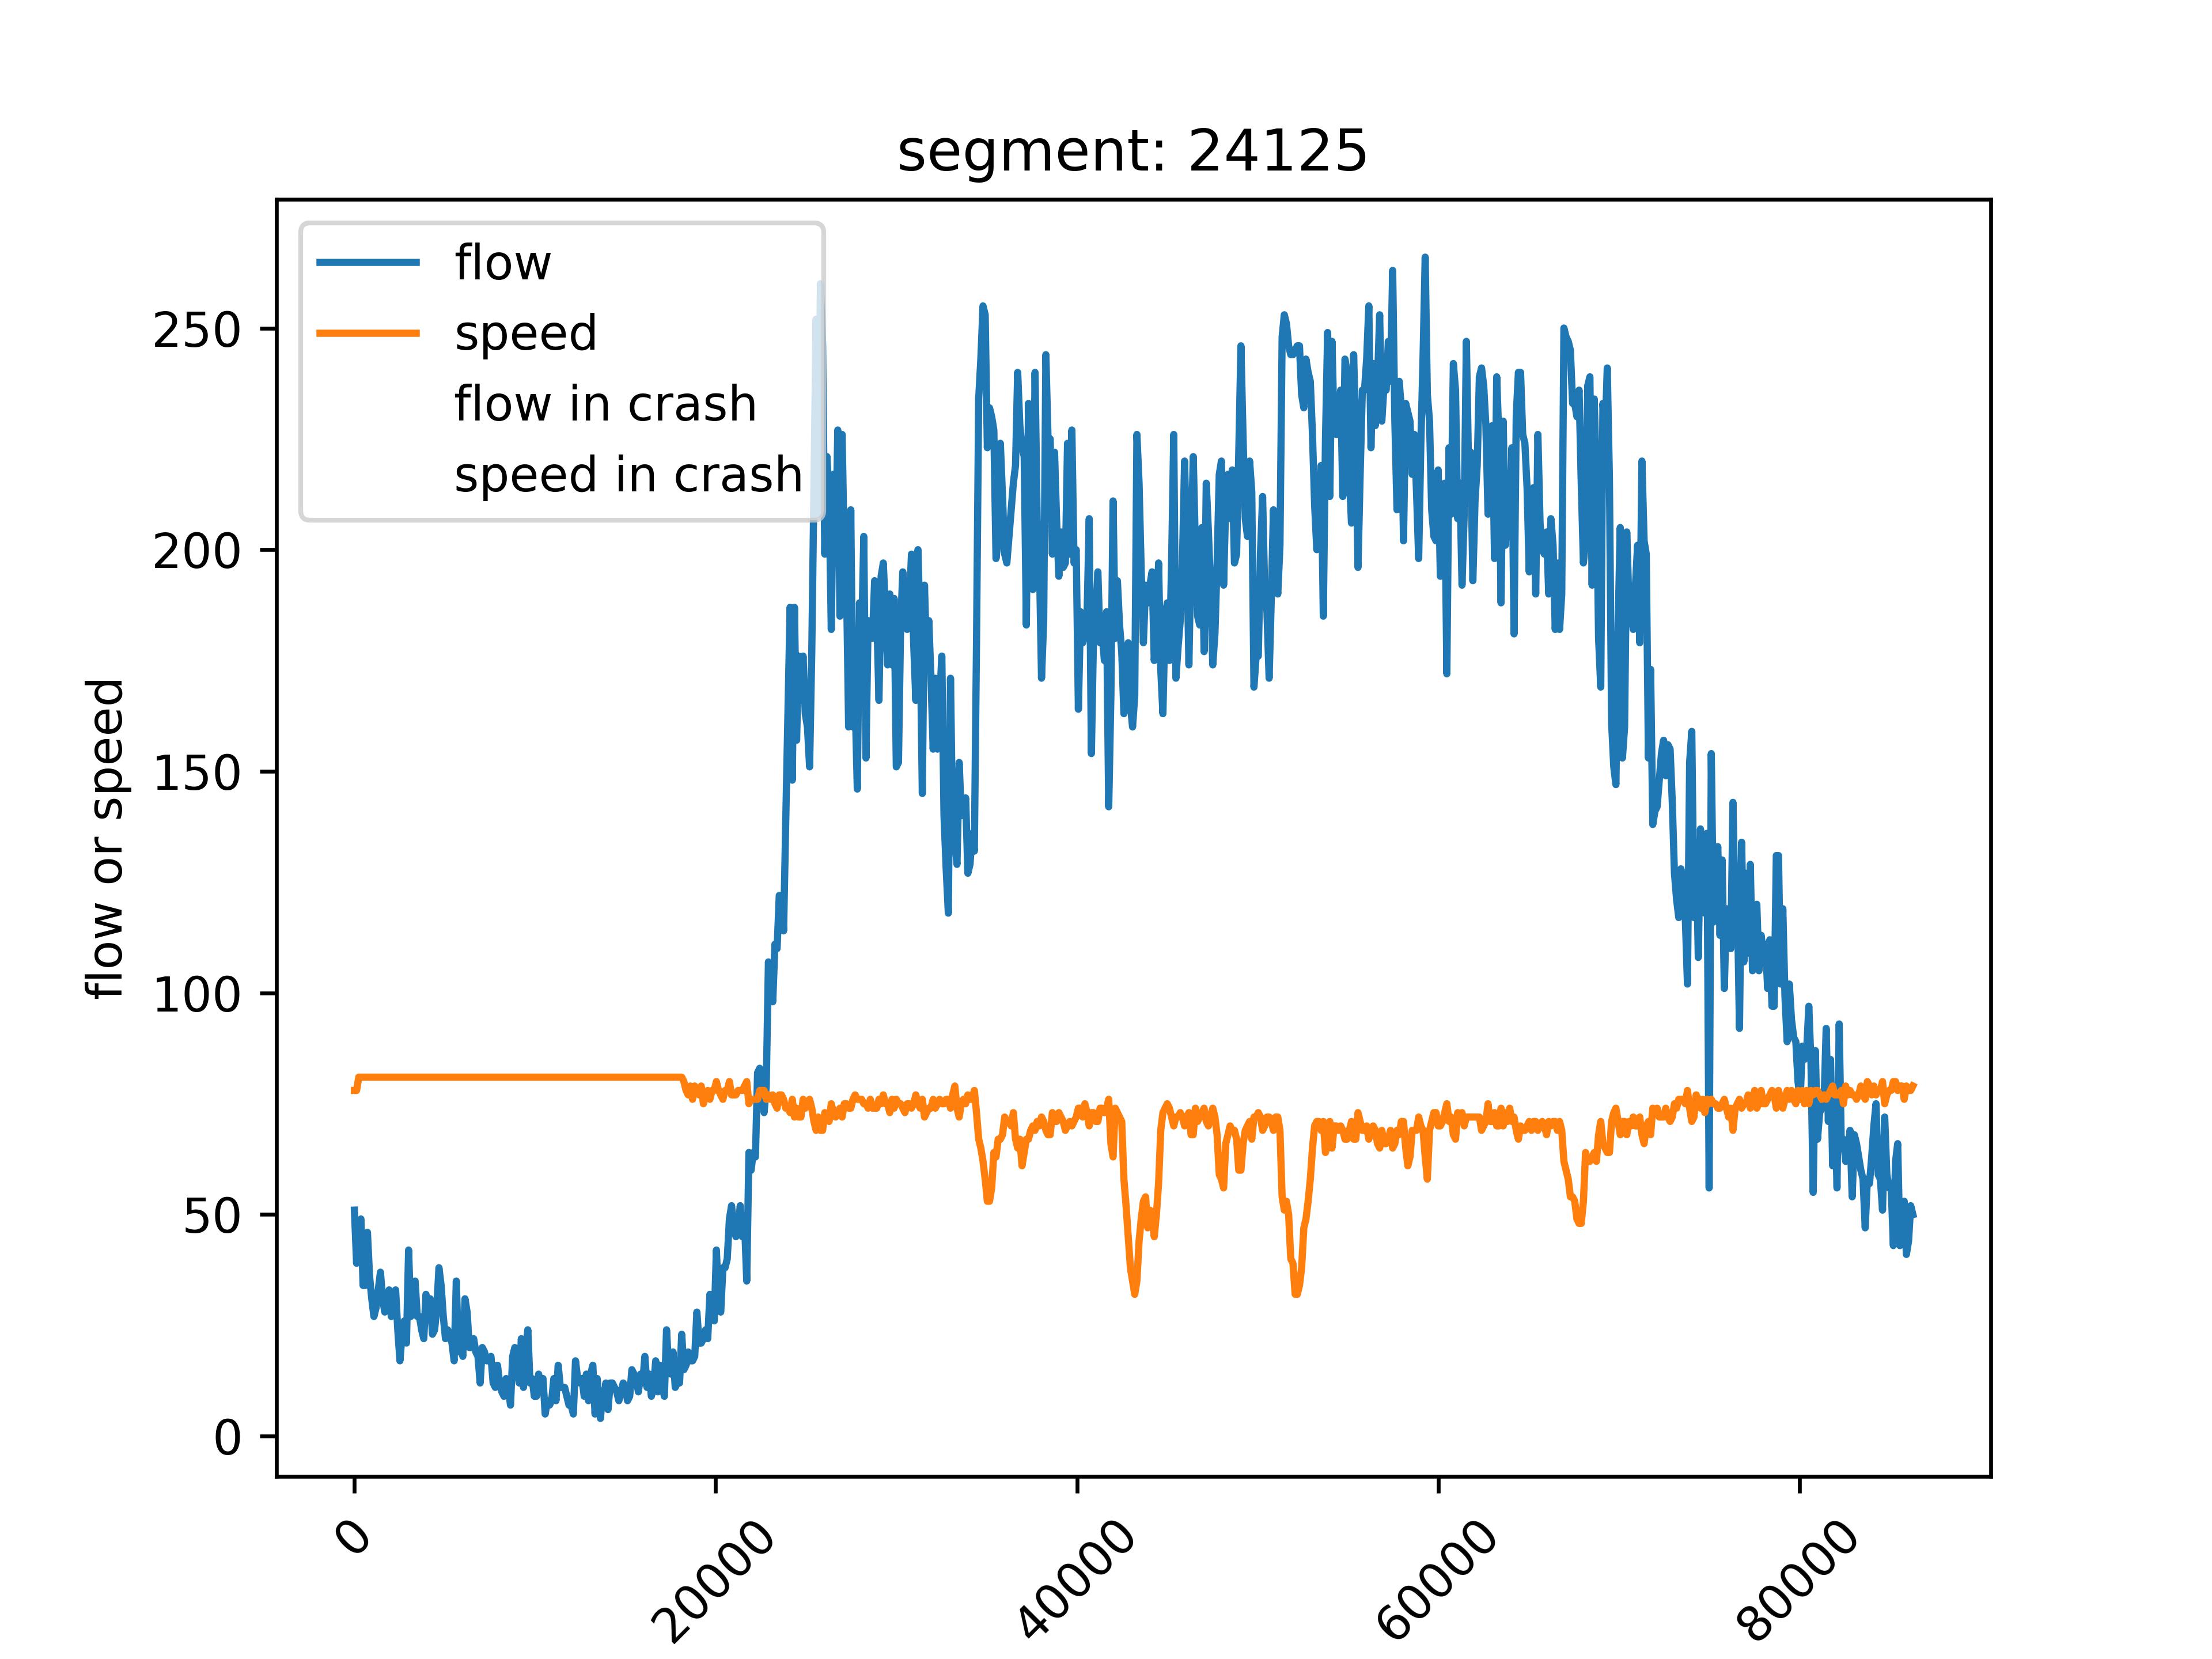 segment: 24125
flow
speed
flow in crash
speed in crash
flow or speed
250
200
150
100
50
0
0
20000
40000
60000
80000